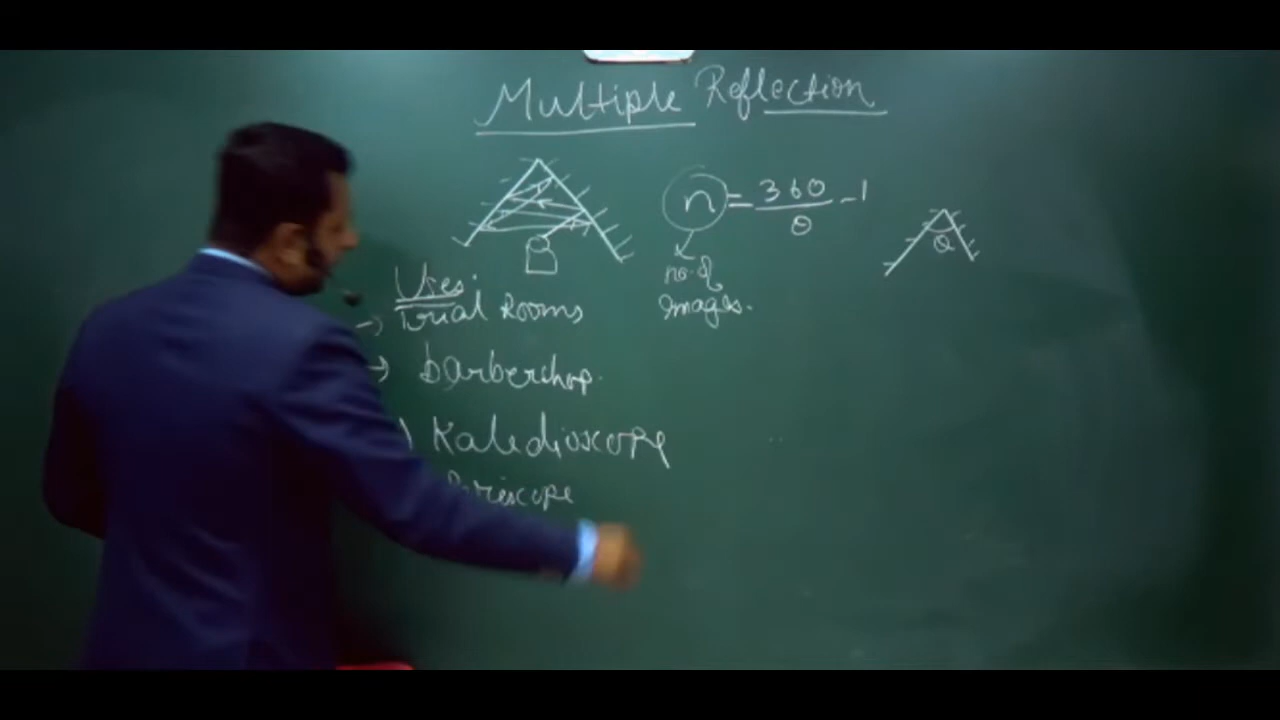 Multiple Reflection
n = 360/θ - 1
θ
no. of
Images.
Uses:
→ Trial Rooms
→ barbershop.
Kaledioscope
Periscope